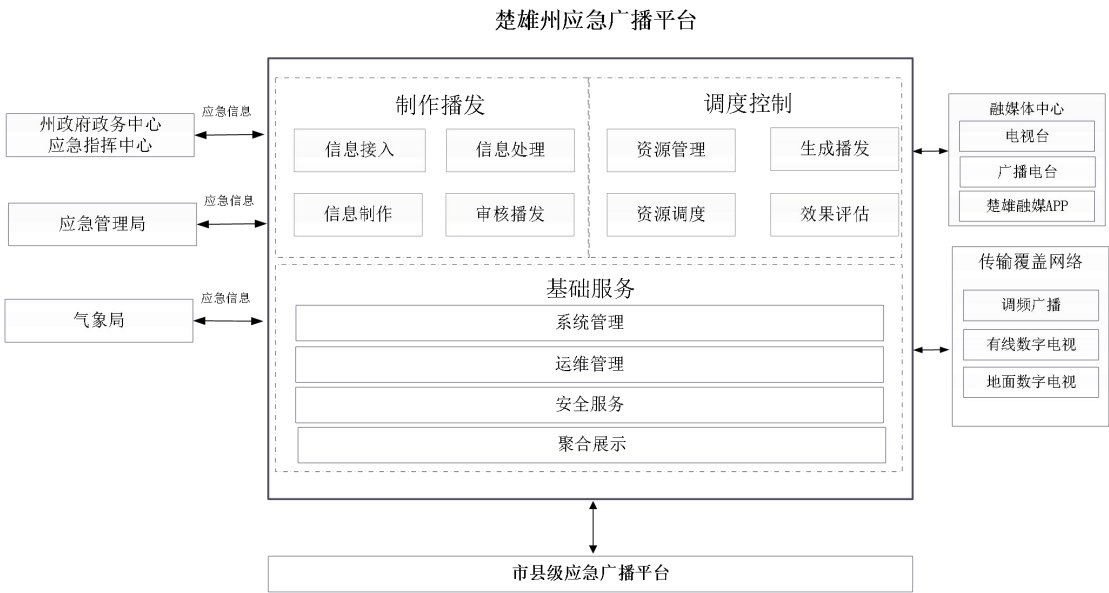 楚雄州应急广播平台
应急信息
州政府政务中心
应急指挥中心
应急信息
应急管理局
应急信息
气象局
制作播发
信息接入
信息处理
信息制作
审核播发
调度控制
资源管理
生成播发
资源调度
效果评估
基础服务
系统管理
运维管理
安全服务
聚合展示
融媒体中心
电视台
广播电台
楚雄融媒APP
传输覆盖网络
调频广播
有线数字电视
地面数字电视
市县级应急广播平台